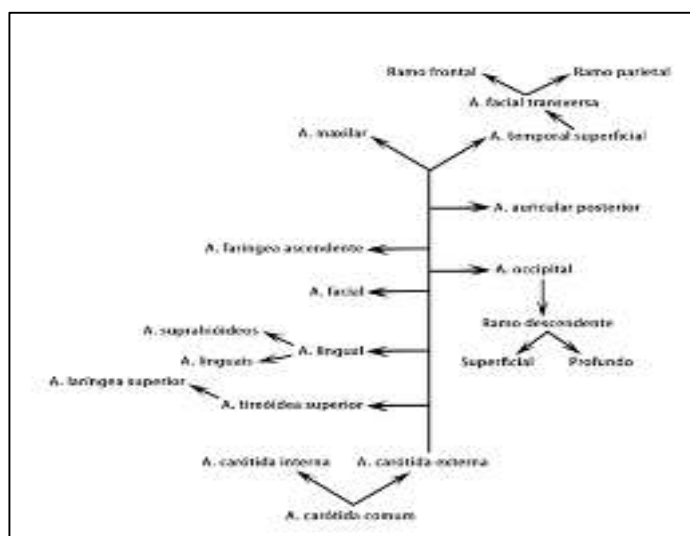 Ramo frontal
Ramo parietal
A. facial transversa
A. maxilar
A. temporal superficial
A. auricular posterior
A. faríngea ascendente
A. occipital
A. facial
Ramo descendente
A. suprahióideos
A. lingual
A. linguais
Superficial
Profundo
A. laríngea superior
A. tireóidea superior
A. carótida interna
A. carótida externa
A. carótida comum